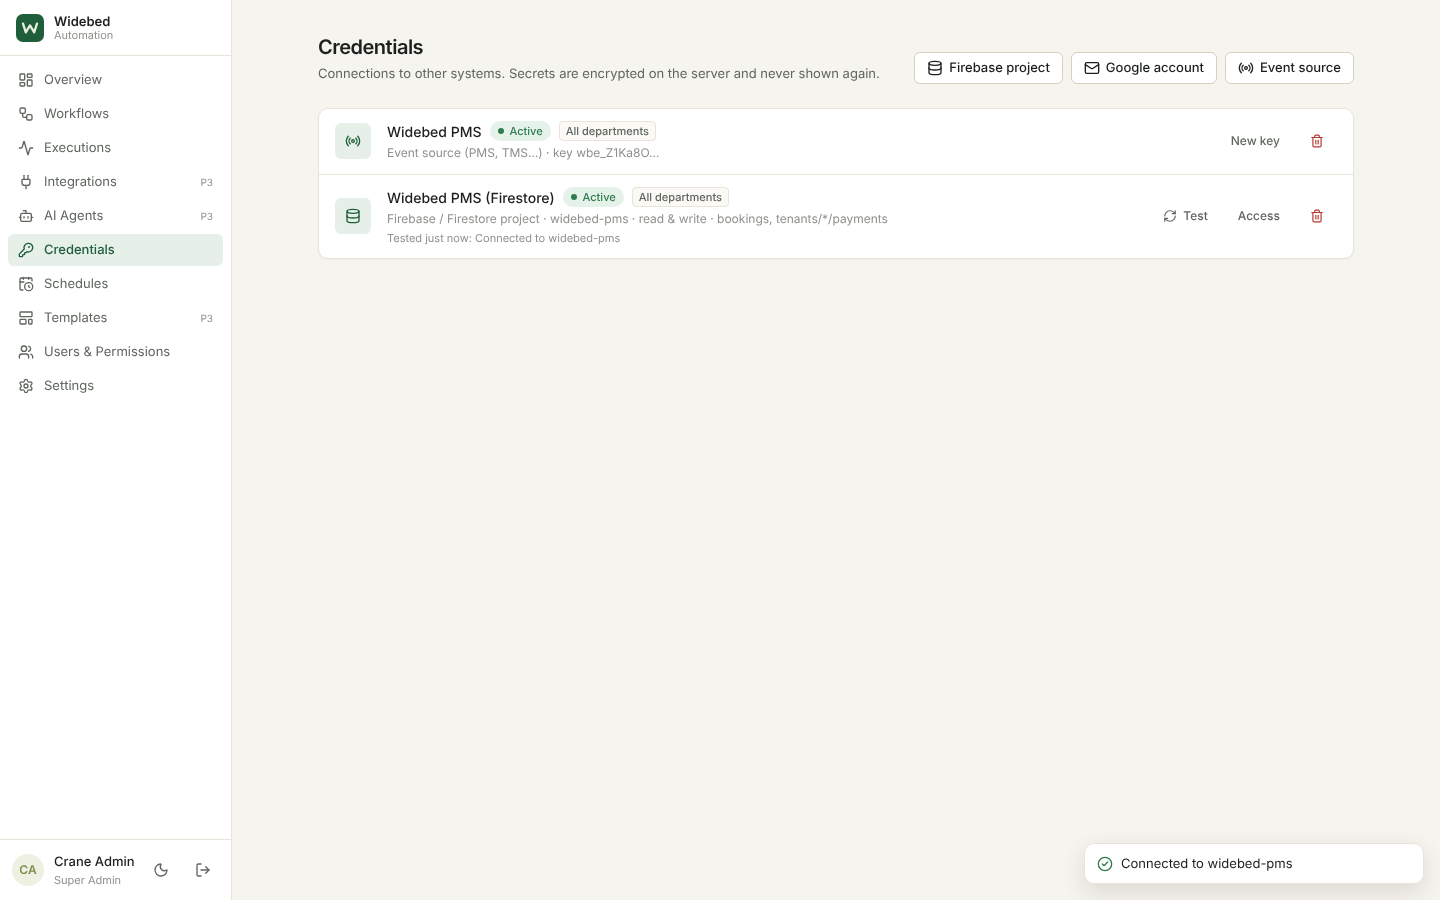 Widebed
Automation
Overview
Workflows
Executions
Integrations P3
AI Agents P3
Credentials
Schedules
Templates P3
Users & Permissions
Settings
CA
Crane Admin
Super Admin
Credentials
Connections to other systems. Secrets are encrypted on the server and never shown again.
Firebase project
Google account
Event source
Widebed PMS Active All departments
Event source (PMS, TMS…) · key wbe_Z1Ka8O…
New key
Widebed PMS (Firestore) Active All departments
Firebase / Firestore project · widebed-pms · read & write · bookings, tenants/*/payments
Tested just now: Connected to widebed-pms
Test
Access
Connected to widebed-pms